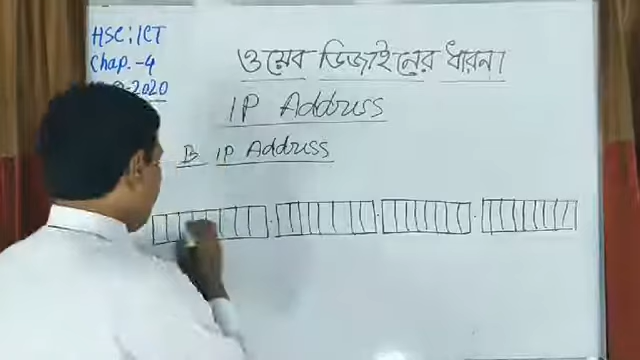 HSC: ICT
Chap. - 4
-2020
ওয়েব ডিজাইনের ধারনা
IP Address
B IP Address